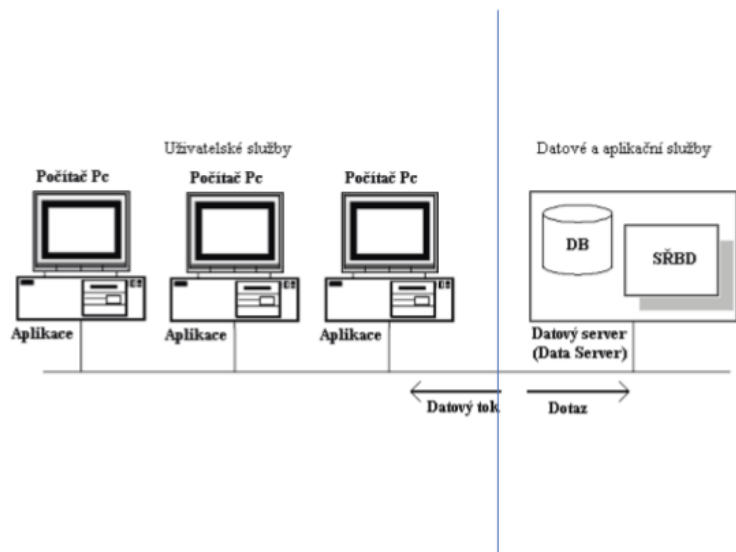 Uživatelské služby
Datové a aplikační služby
Počítač Pc
Počítač Pc
Počítač Pc
DB
SŘBD
Aplikace
Aplikace
Aplikace
Datový server
(Data Server)
Datový tok
Dotaz